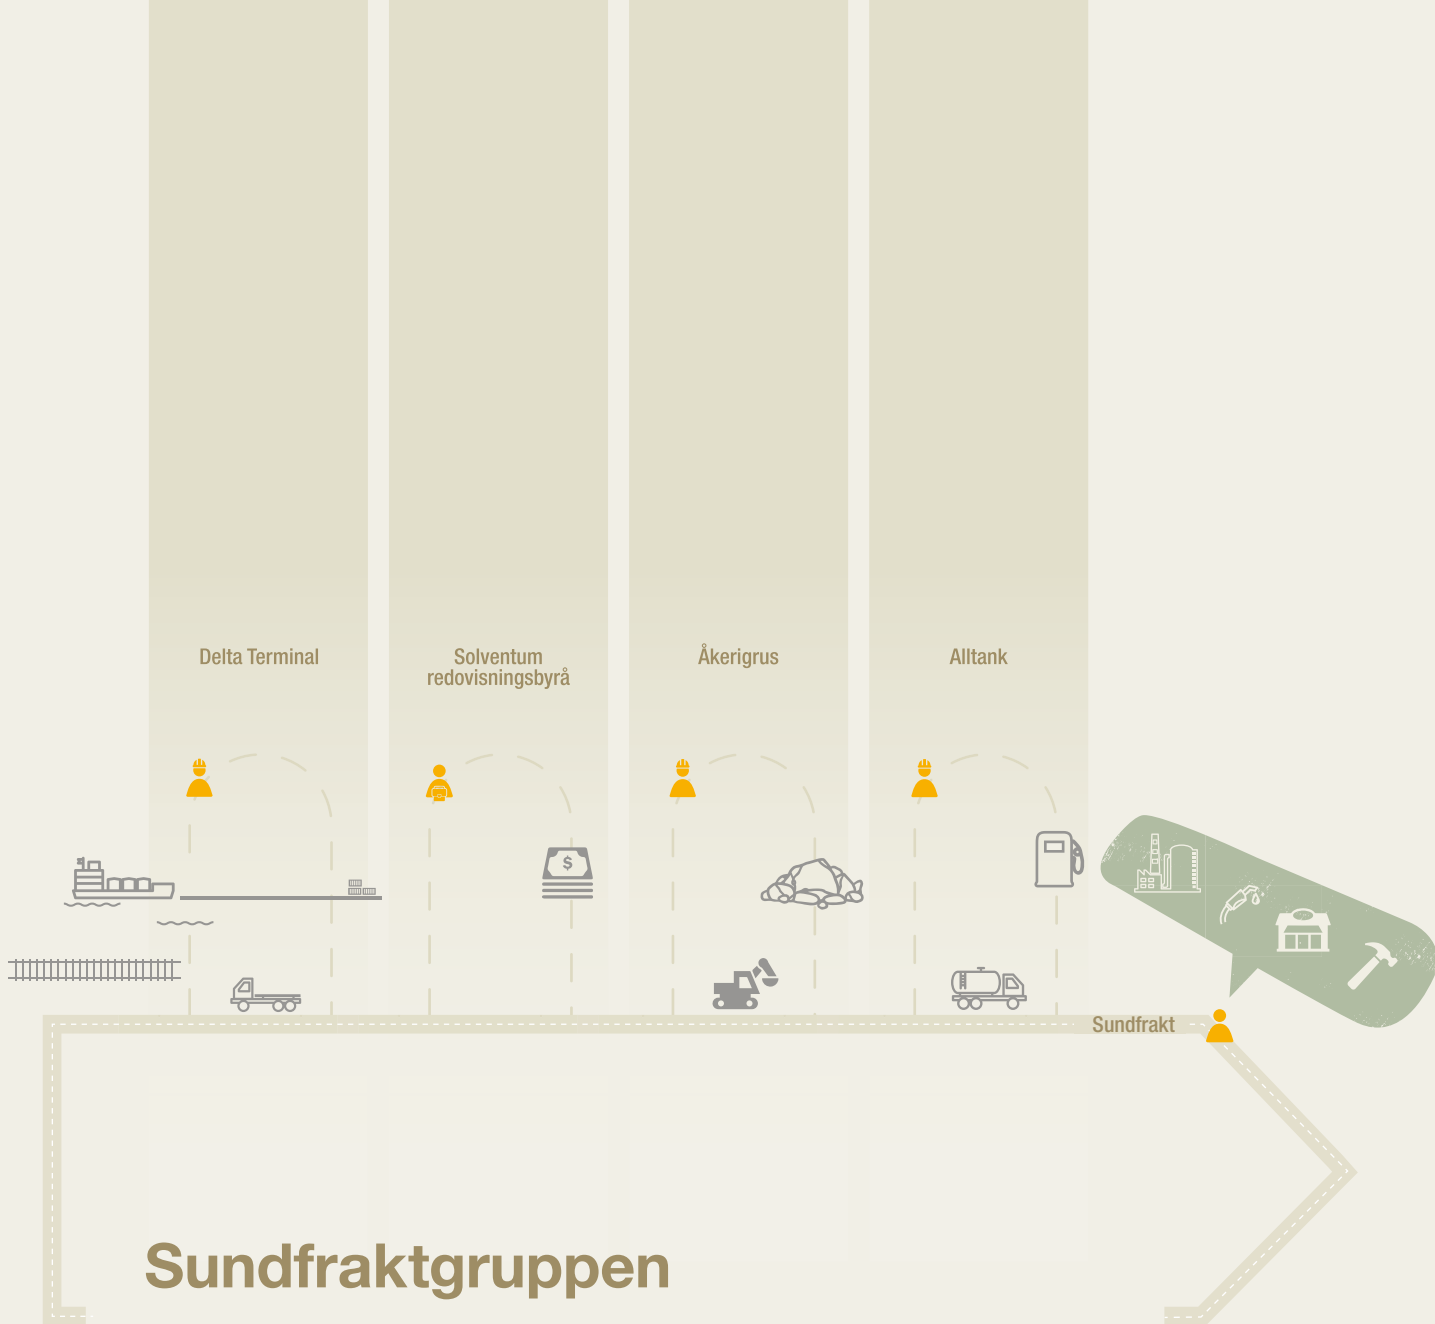 Delta Terminal
Solventum
redovisningsbyrå
Åkerigrus
Alltank
$
Sundfrakt
Sundfraktgruppen